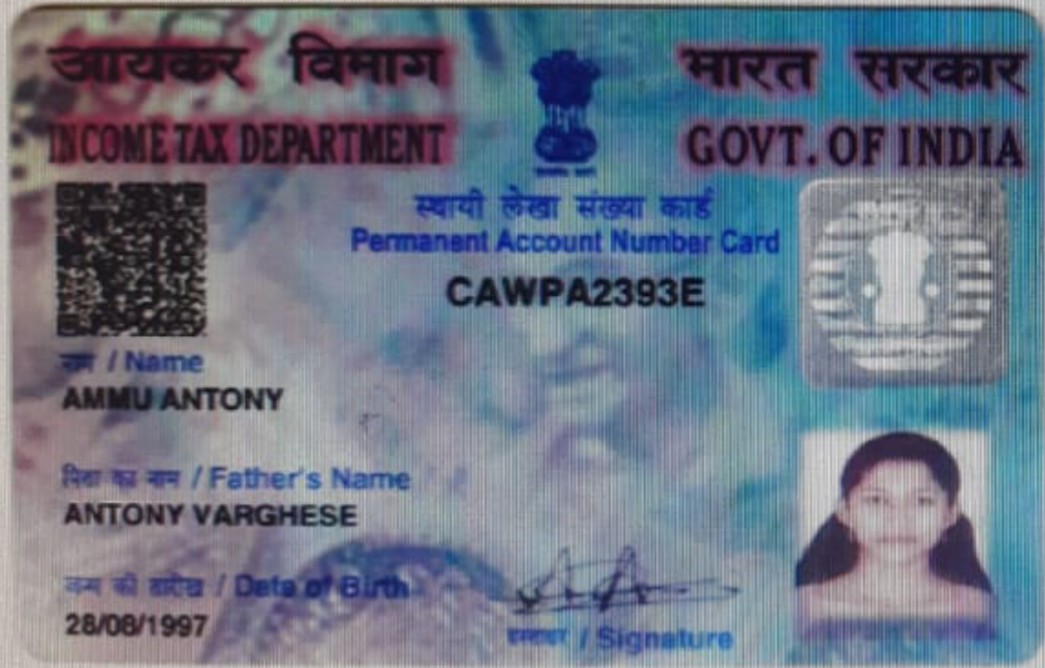 आयकर विभाग
INCOME TAX DEPARTMENT
भारत सरकार
GOVT. OF INDIA
स्थायी लेखा संख्या कार्ड
Permanent Account Number Card
CAWPA2393E
नाम / Name
AMMU ANTONY
पिता का नाम / Father's Name
ANTONY VARGHESE
जन्म की तारीख / Date of Birth
28/08/1997
हस्ताक्षर / Signature